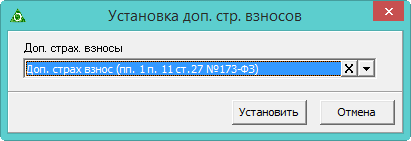 Установка доп. стр. взносов
Доп. страх. взносы
Доп. страх взнос (пп. 1 п. 11 ст.27 №173-ФЗ)
Установить
Отмена